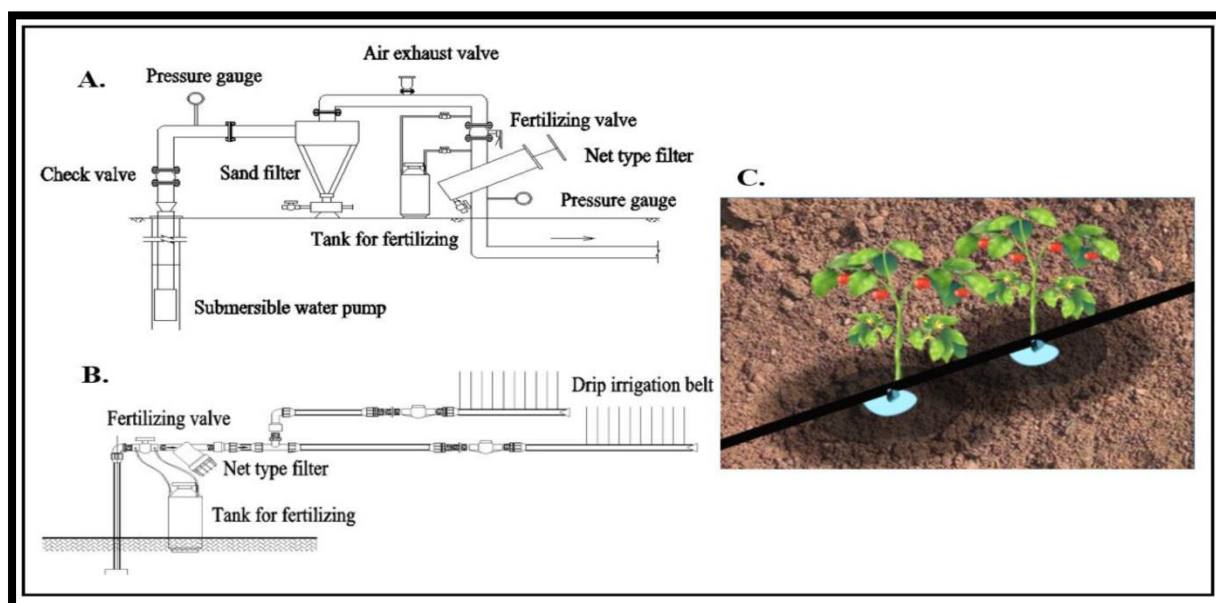 A.
Air exhaust valve
Pressure gauge
Fertilizing valve
Net type filter
Check valve
Sand filter
Pressure gauge
Tank for fertilizing
Submersible water pump
B.
Drip irrigation belt
Fertilizing valve
Net type filter
Tank for fertilizing
C.